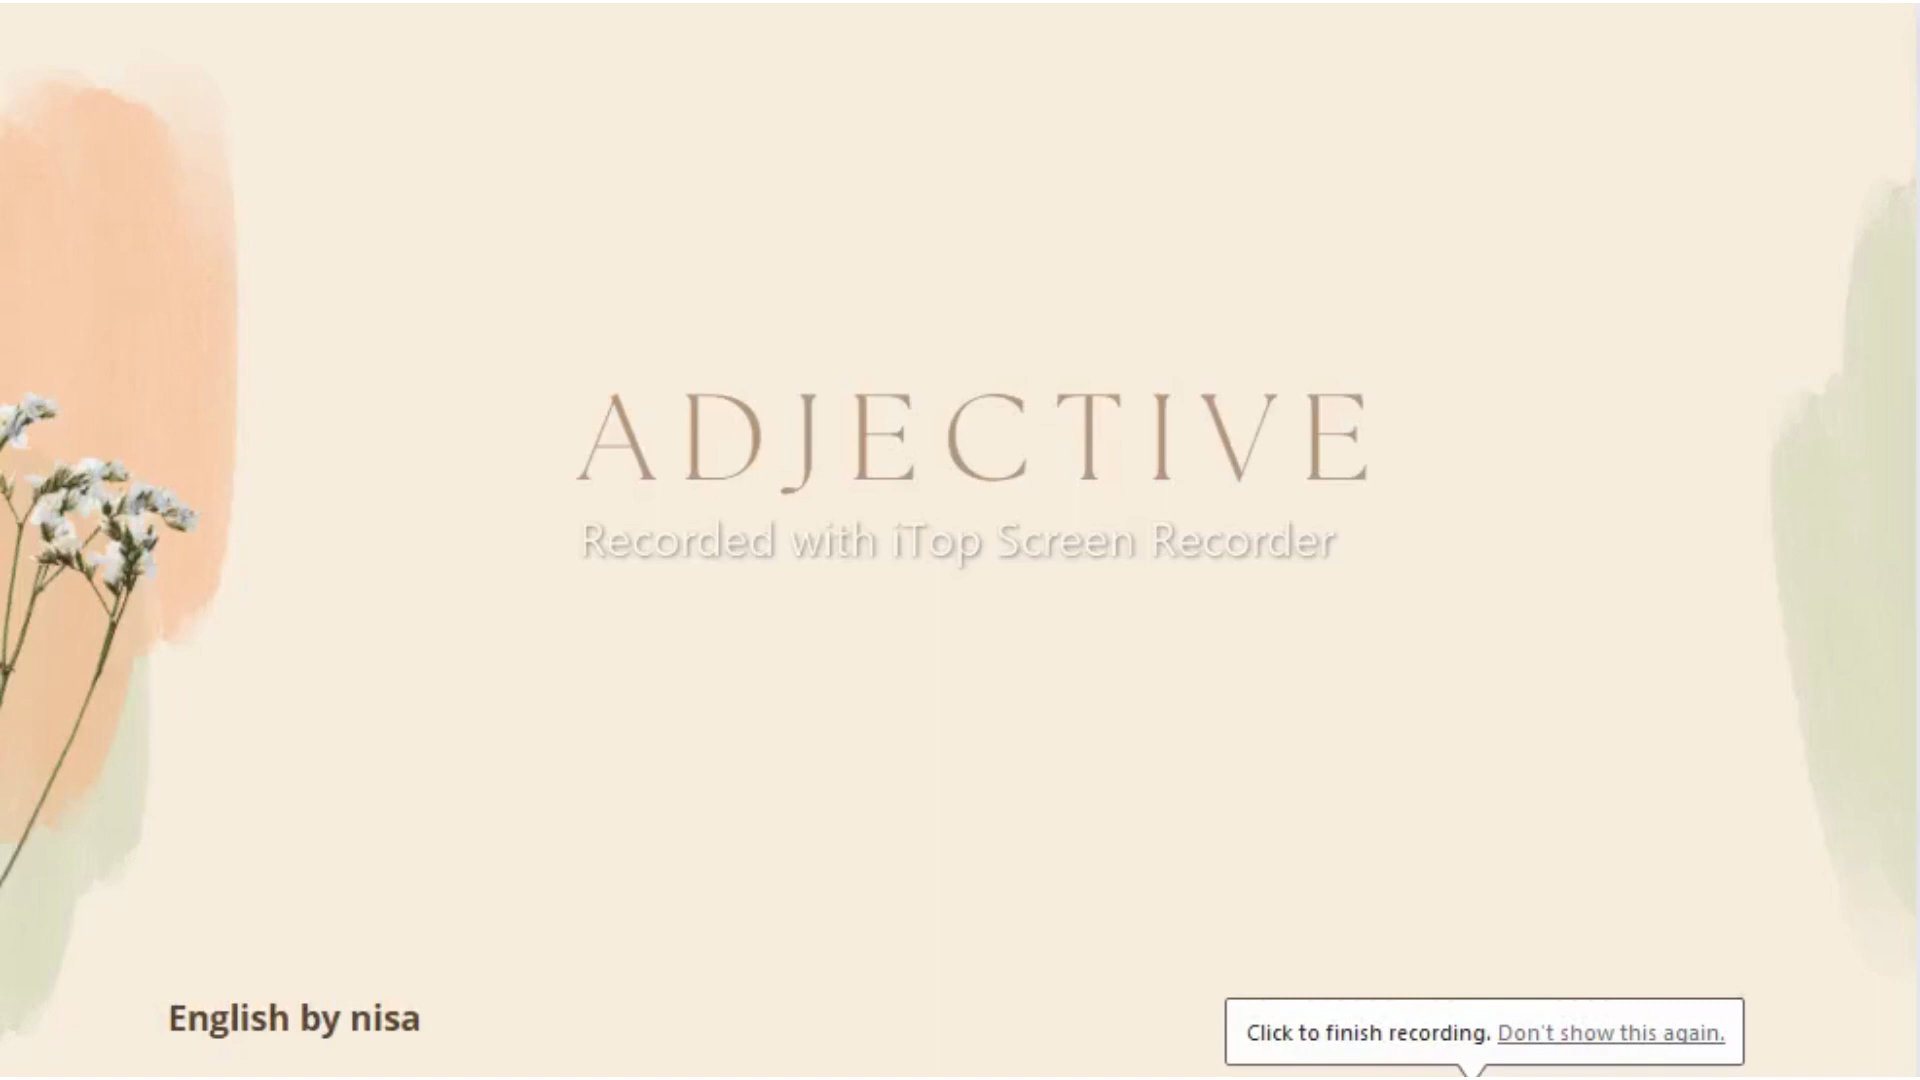 ADJECTIVE
Recorded with iTop Screen Recorder
English by nisa
Click to finish recording. Don't show this again.